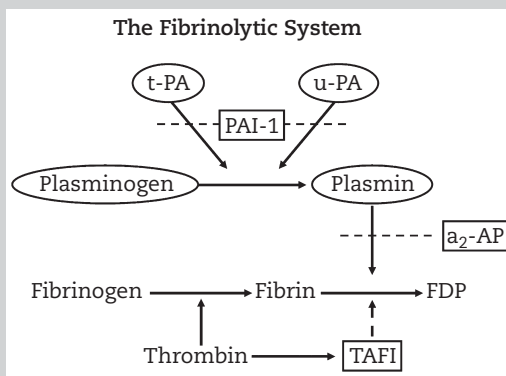 The Fibrinolytic System
t-PA u-PA
PAI-1
Plasminogen Plasmin
a₂-AP
Fibrinogen Fibrin FDP
Thrombin TAFI